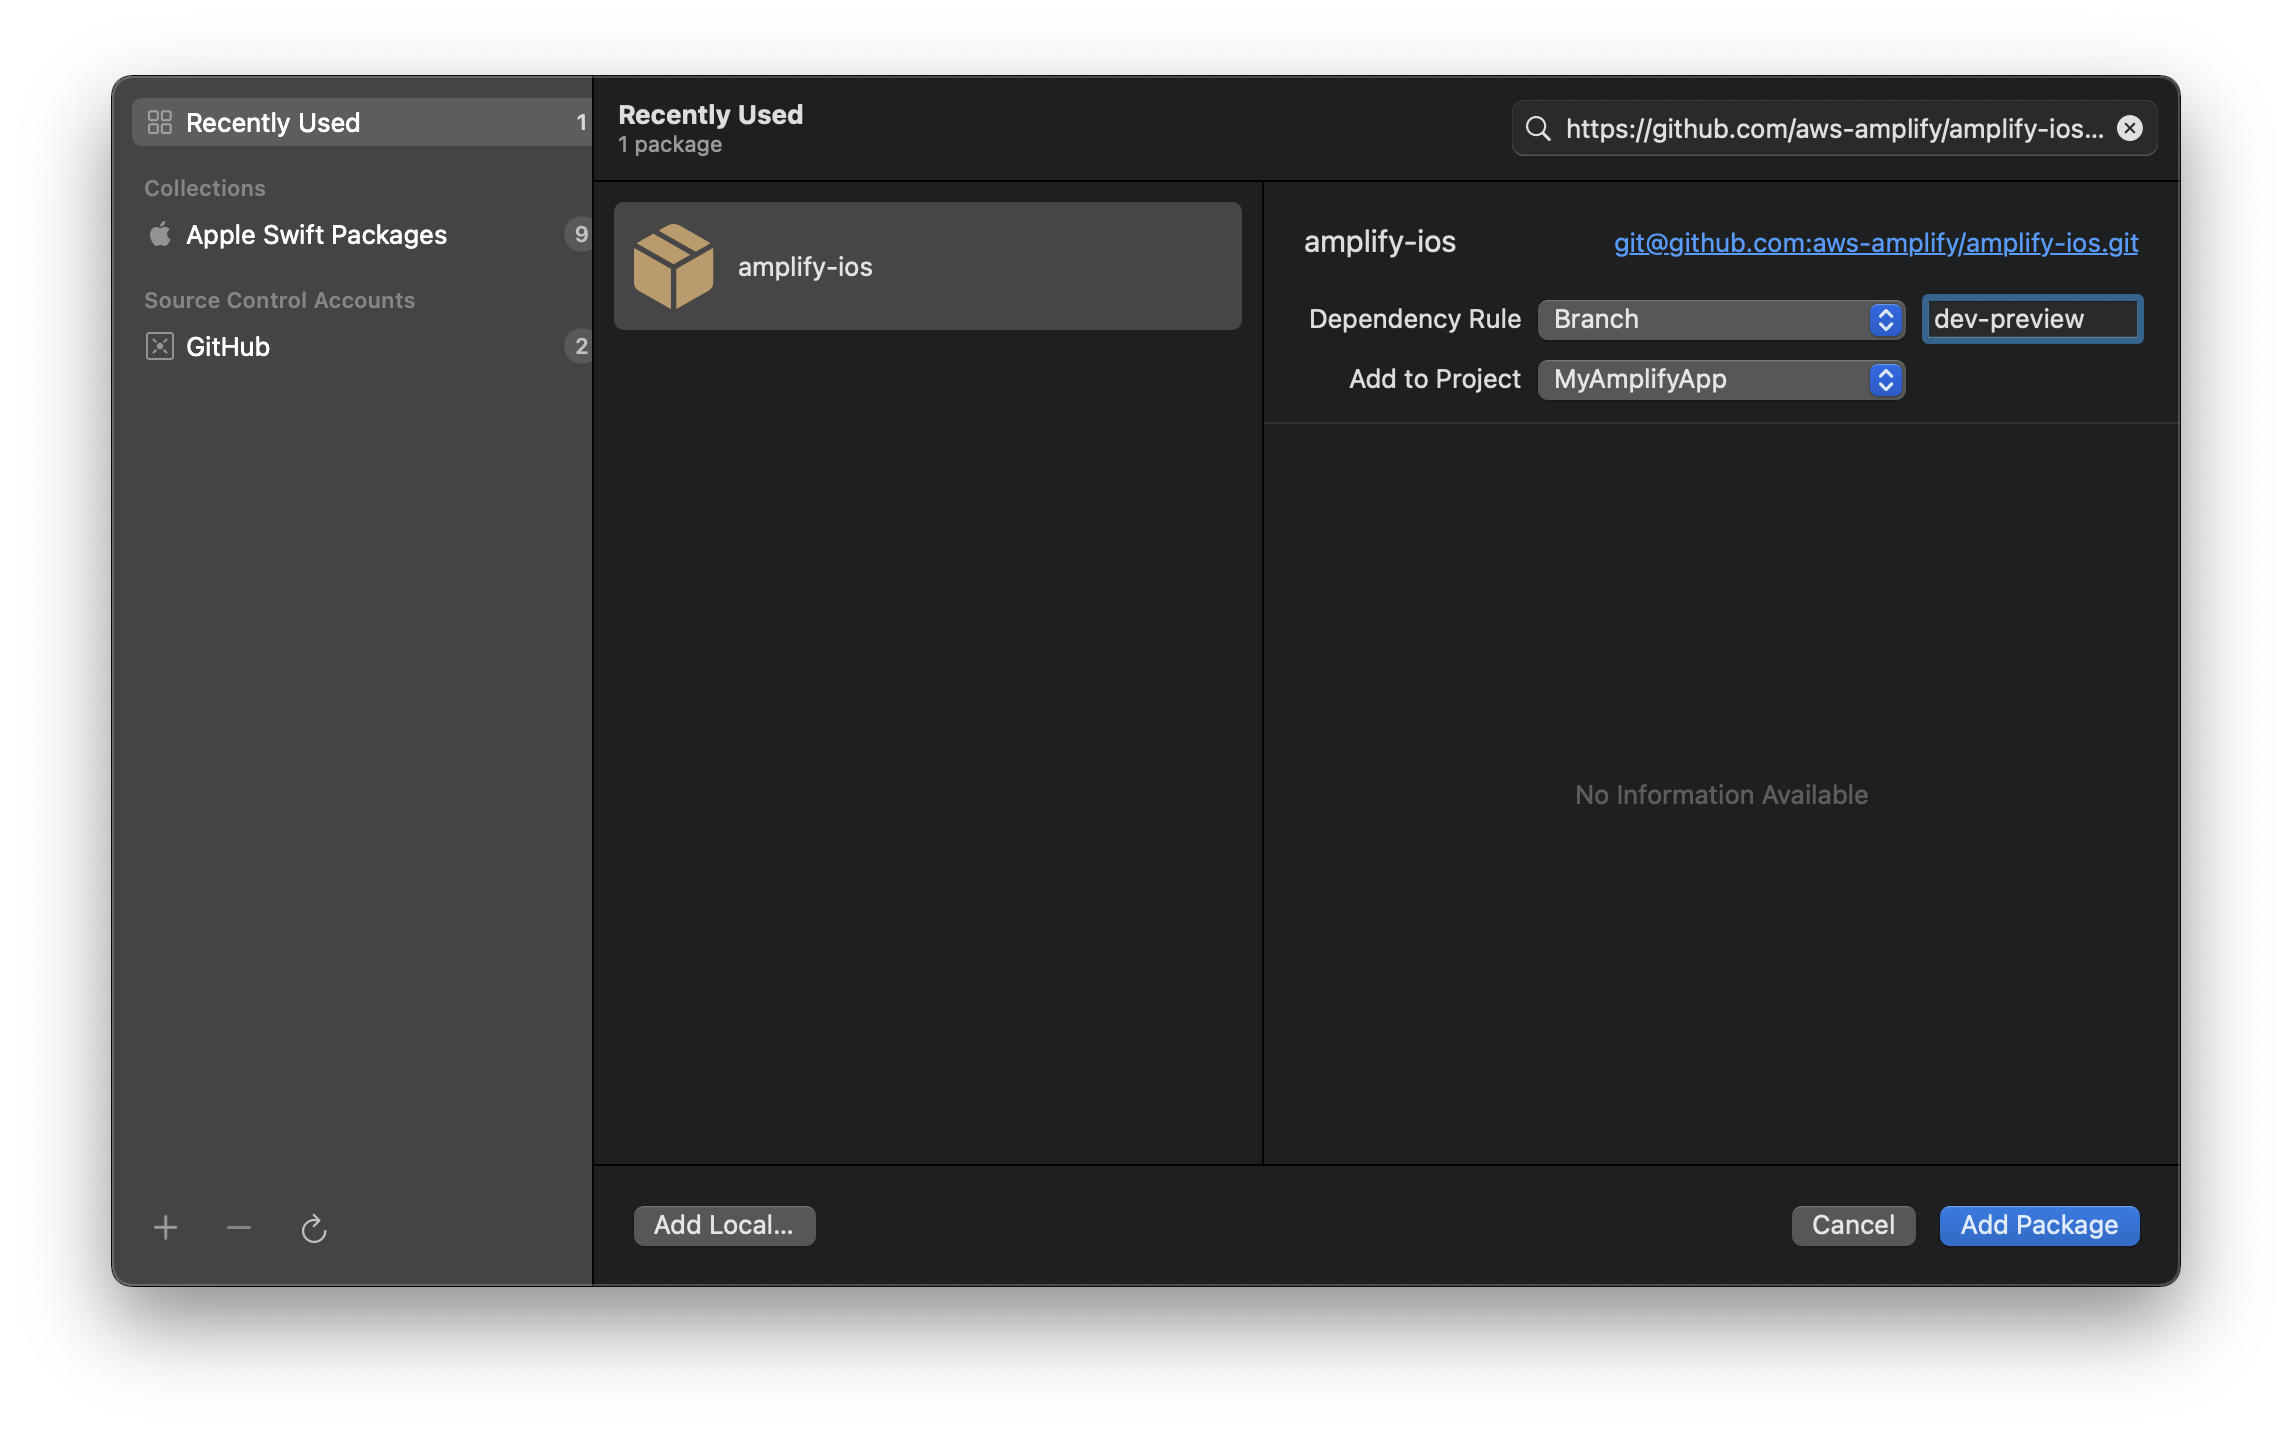 Recently Used 1
Collections
Apple Swift Packages 9
Source Control Accounts
GitHub 2
Recently Used
1 package
https://github.com/aws-amplify/amplify-ios...
amplify-ios
amplify-ios git@github.com:aws-amplify/amplify-ios.git
Dependency Rule Branch dev-preview
Add to Project MyAmplifyApp
No Information Available
Add Local... Cancel Add Package